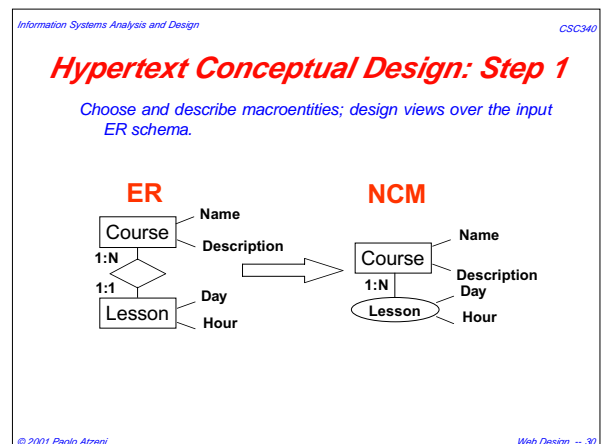 Information Systems Analysis and Design
CSC340
Hypertext Conceptual Design: Step 1
Choose and describe macroentities; design views over the input
ER schema.
ER
Name
Course
Description
1:N
1:1
Day
Lesson
Hour
NCM
Name
Course
Description
1:N
Day
Lesson
Hour
© 2001 Paolo Atzeni
Web Design -- 30